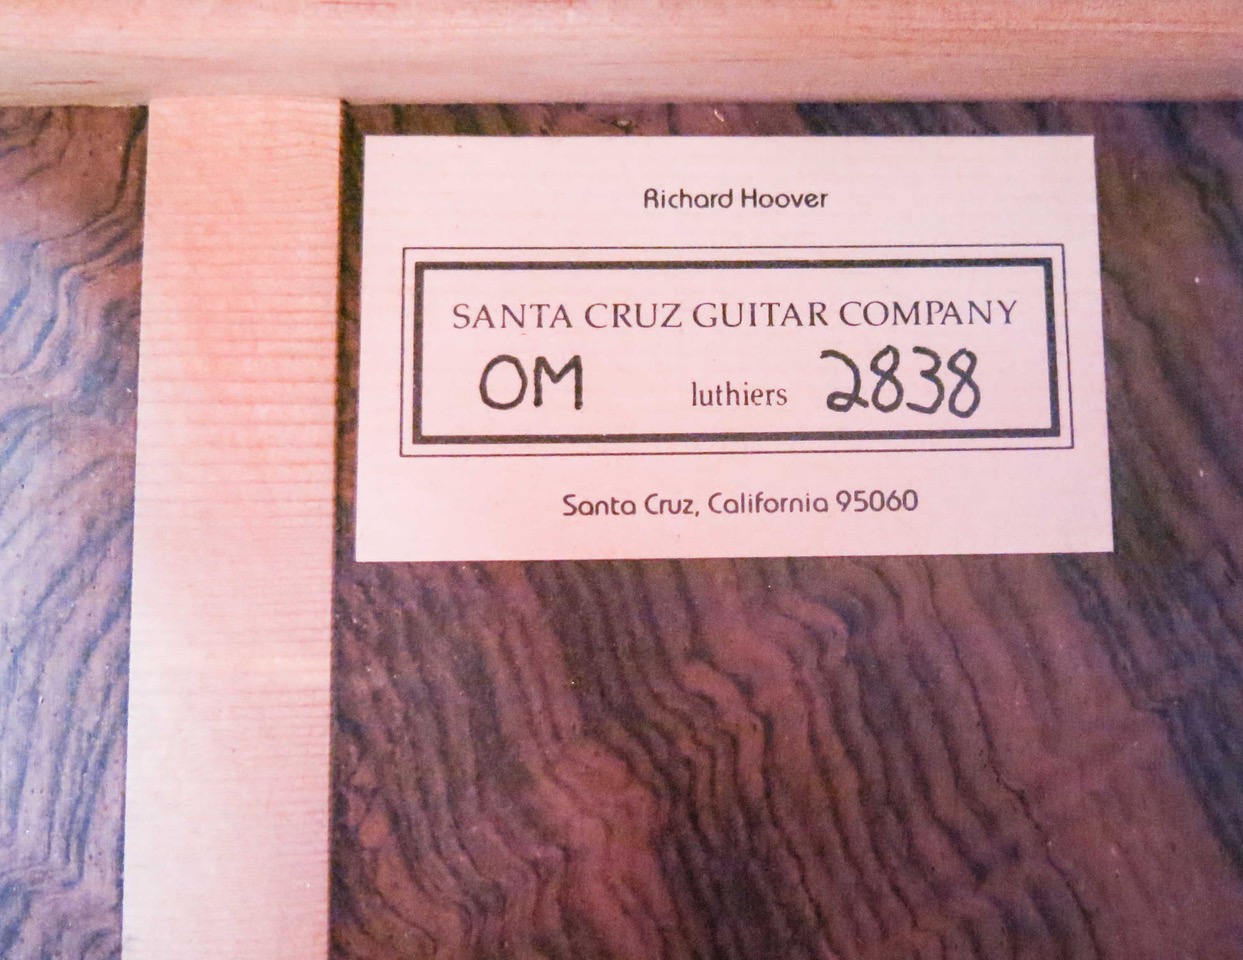 Richard Hoover
SANTA CRUZ GUITAR COMPANY
OM luthiers 2838
Santa Cruz, California 95060